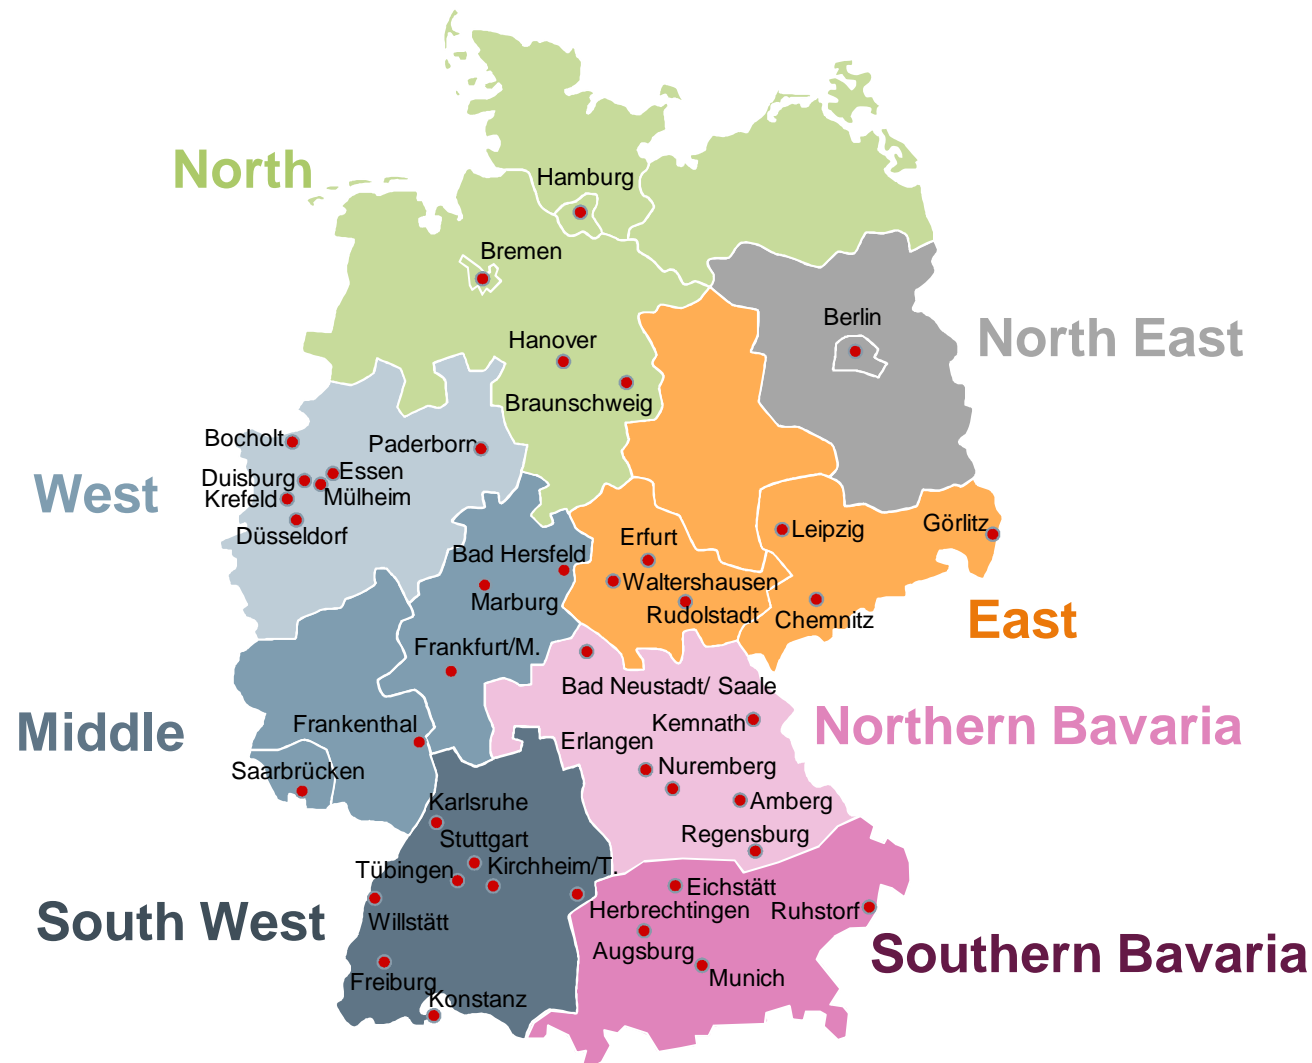 Hamburg
North
Bremen
Berlin
North East
Hanover
Braunschweig
Bocholt
Paderborn
Essen
Duisburg
West
Mülheim
Krefeld
Düsseldorf
Leipzig
Görlitz
Erfurt
Bad Hersfeld
Waltershausen
Marburg
Rudolstadt
Chemnitz
East
Frankfurt/M.
Bad Neustadt/ Saale
Frankenthal
Kemnath
Northern Bavaria
Middle
Erlangen
Nuremberg
Saarbrücken
Karlsruhe
Amberg
Stuttgart
Regensburg
Tübingen
Kirchheim/T.
Eichstätt
Herbrechtingen
Ruhstorf
Willstätt
South West
Augsburg
Southern Bavaria
Munich
Freiburg
Konstanz